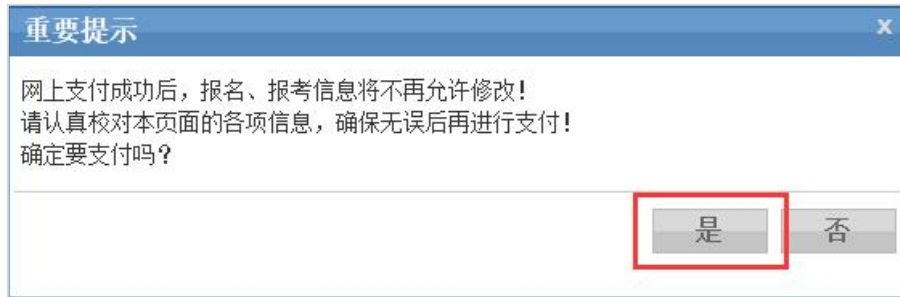 重要提示
x
网上支付成功后，报名、报考信息将不再允许修改！
请认真校对本页面的各项信息，确保无误后再进行支付！
确定要支付吗？
是 否